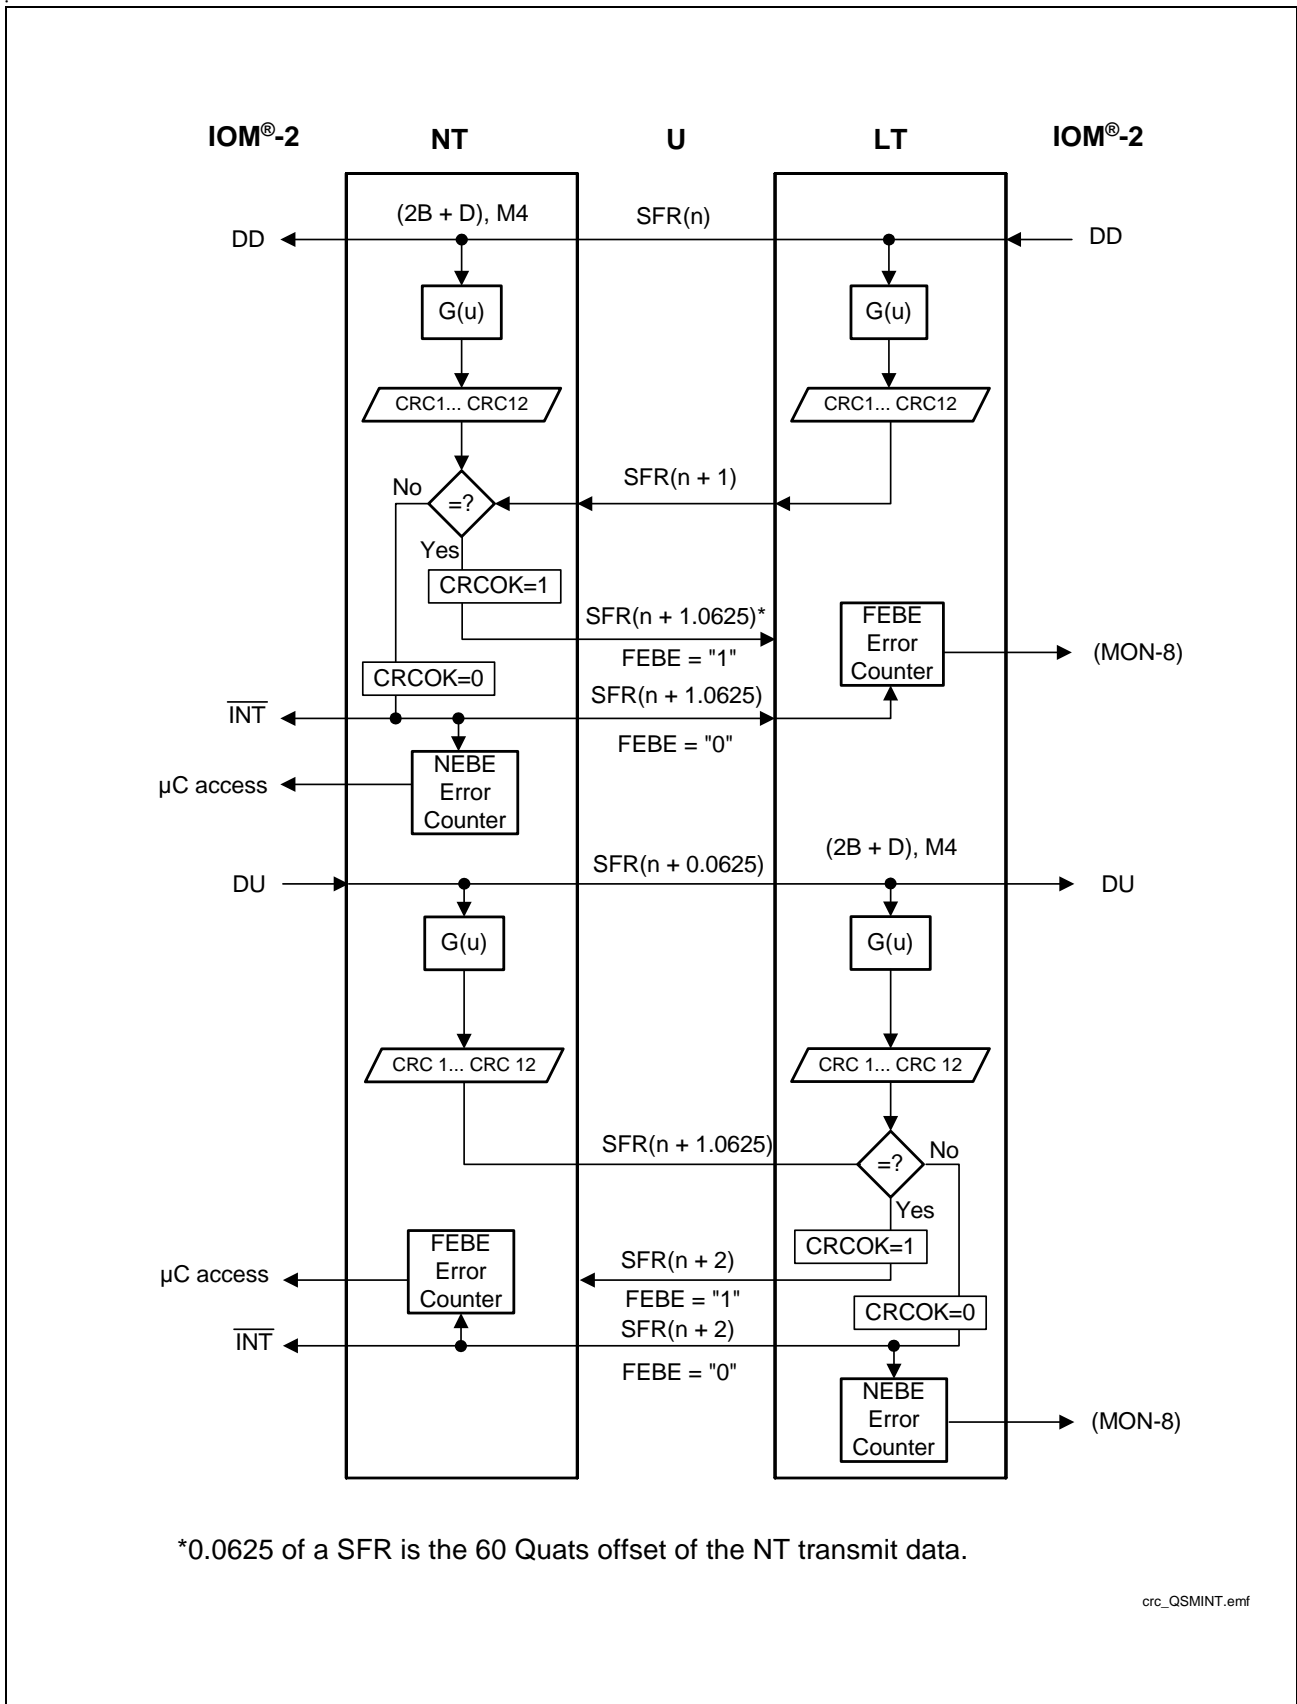 IOM®-2 NT U LT IOM®-2
(2B + D), M4 SFR(n)
DD DD
G(u) G(u)
CRC1... CRC12 CRC1... CRC12
SFR(n + 1)
No =?
Yes
CRCOK=1
SFR(n + 1.0625)*
FEBE = "1"
FEBE
Error
Counter
(MON-8)
CRCOK=0
SFR(n + 1.0625)
INT
FEBE = "0"
NEBE
Error
Counter
µC access
(2B + D), M4
SFR(n + 0.0625)
DU DU
G(u) G(u)
CRC 1... CRC 12 CRC 1... CRC 12
SFR(n + 1.0625)
=? No
Yes
CRCOK=1
FEBE
Error
Counter
µC access
SFR(n + 2)
FEBE = "1"
CRCOK=0
SFR(n + 2)
INT
FEBE = "0"
NEBE
Error
Counter
(MON-8)
*0.0625 of a SFR is the 60 Quats offset of the NT transmit data.
crc_QSMINT.emf